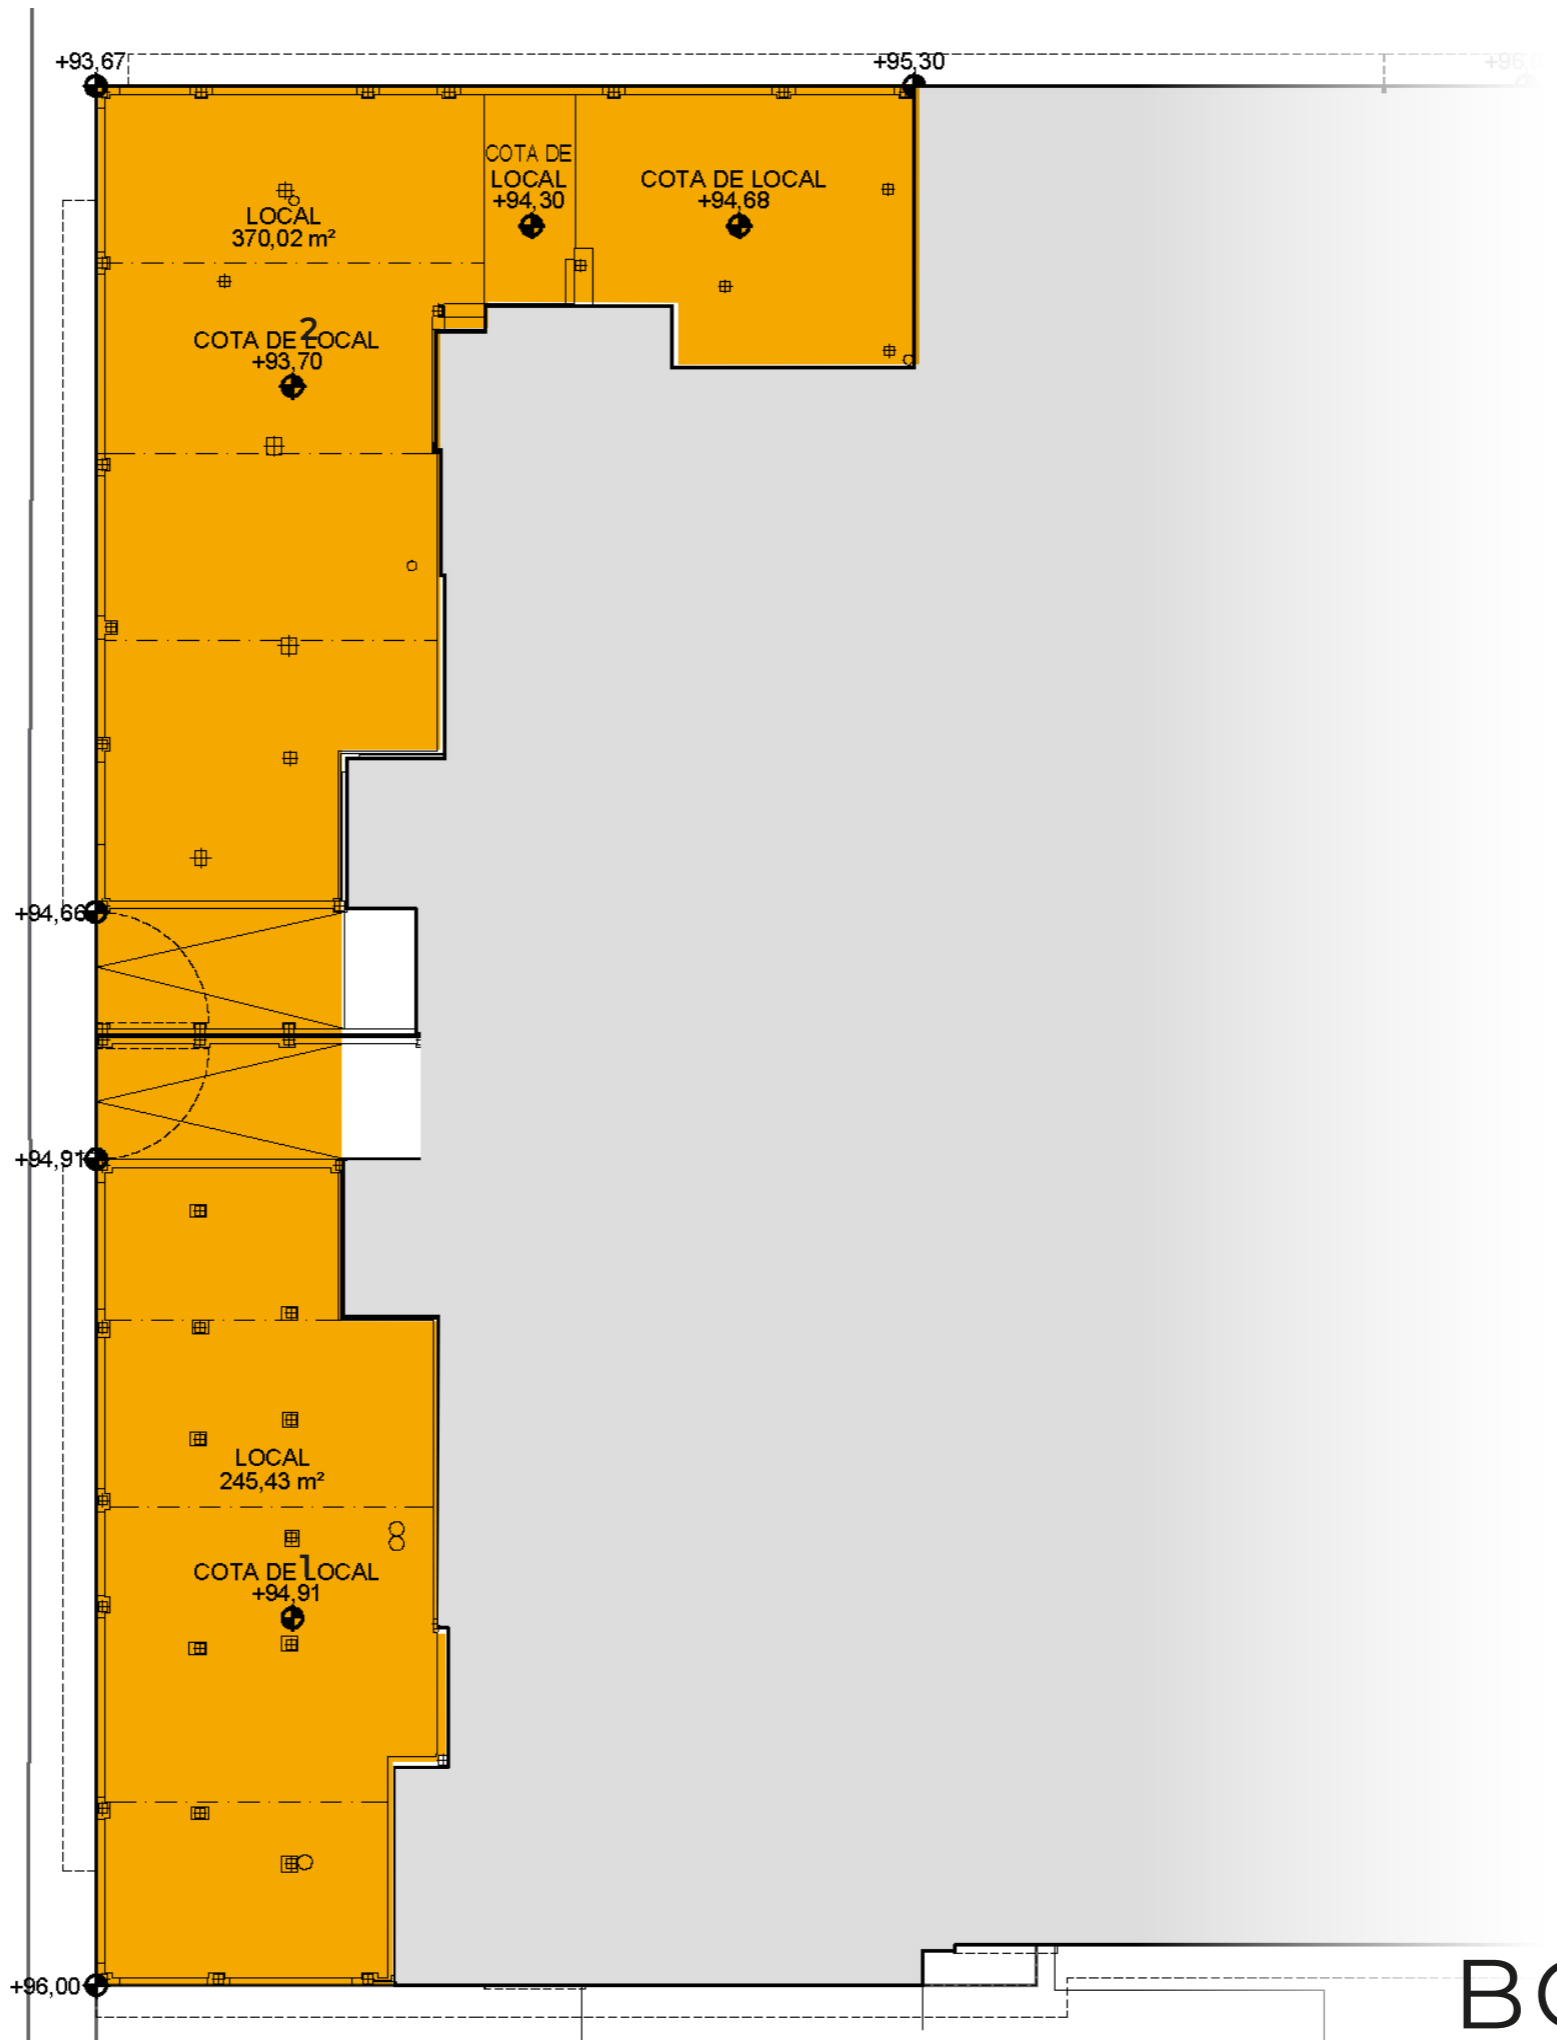 +93,67
+95,30
COTA DE
LOCAL
+94,30
COTA DE LOCAL
+94,68
LOCAL
370,02 m²
2
COTA DE LOCAL
+93,70
+94,66
+94,91
LOCAL
245,43 m²
1
COTA DE LOCAL
+94,91
+96,00